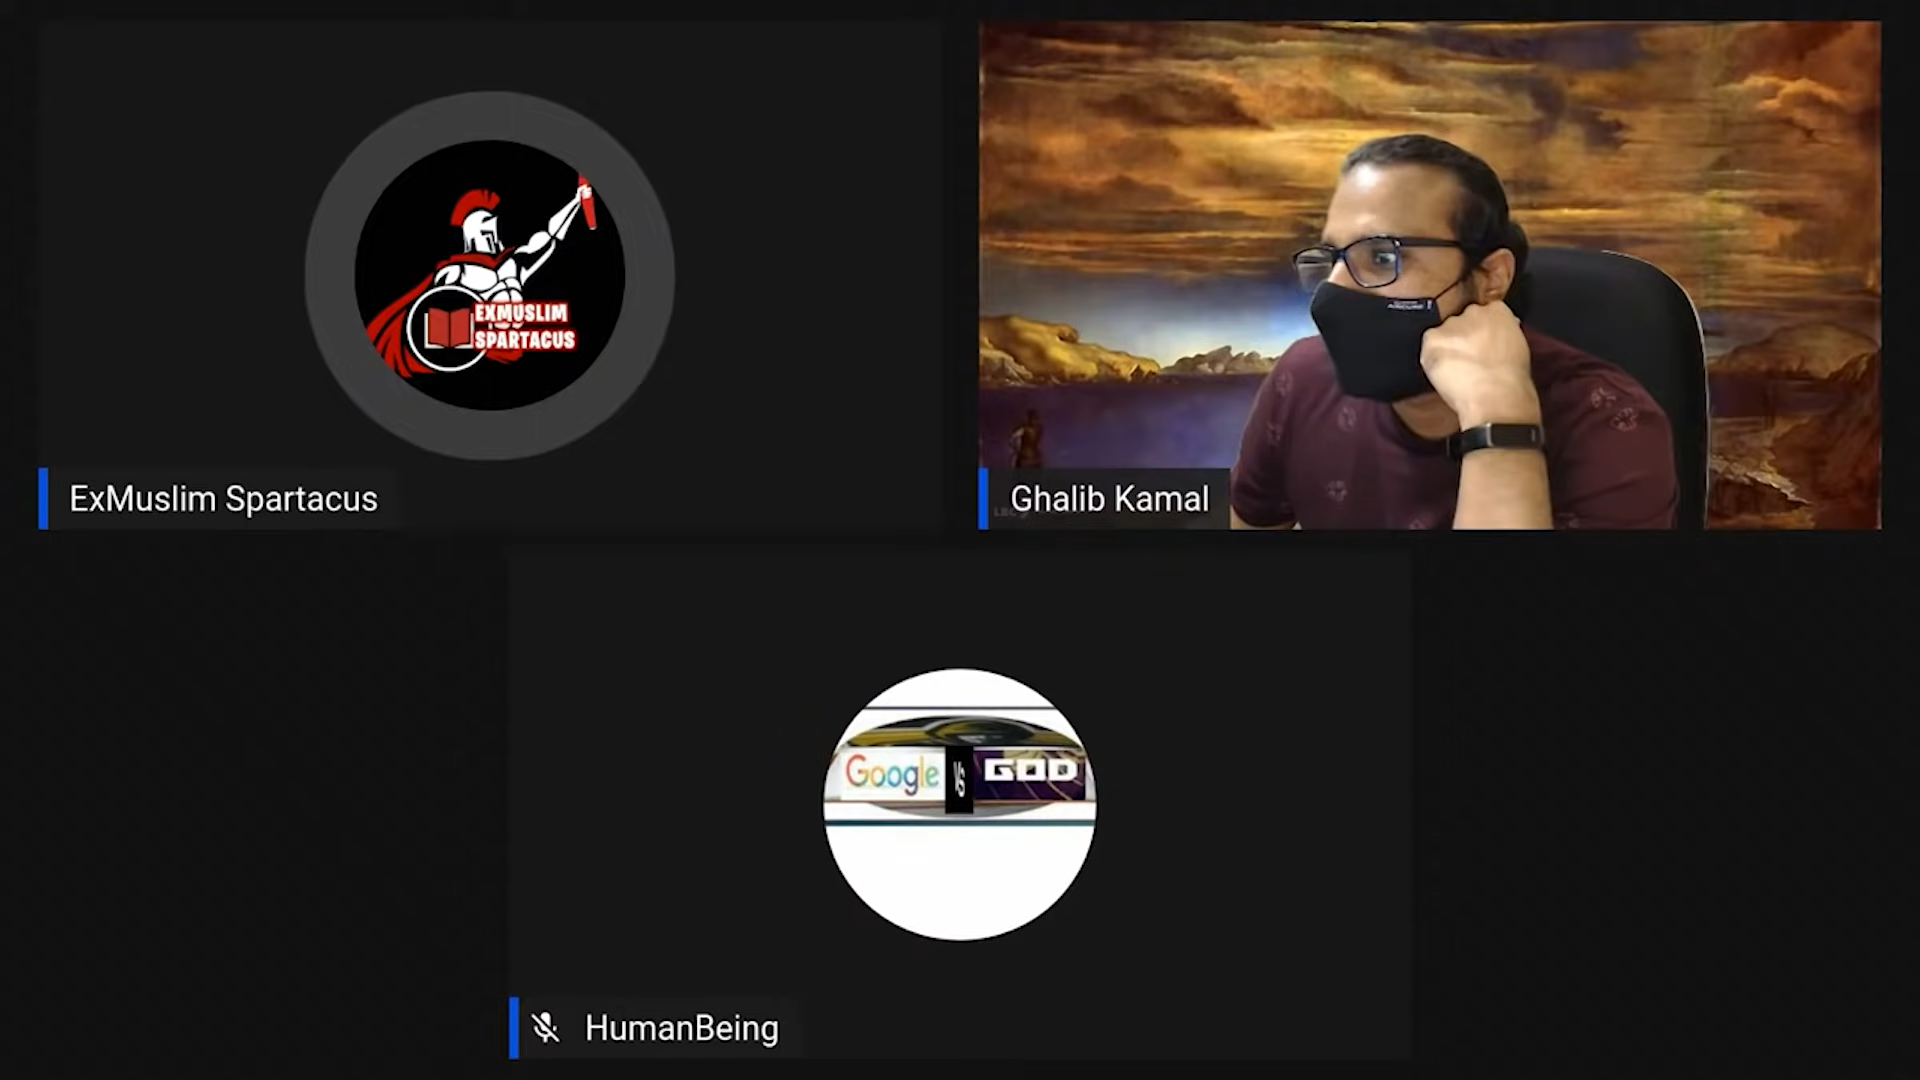 EXMUSLIM
SPARTACUS
ExMuslim Spartacus
Ghalib Kamal
Google VS GOD
HumanBeing